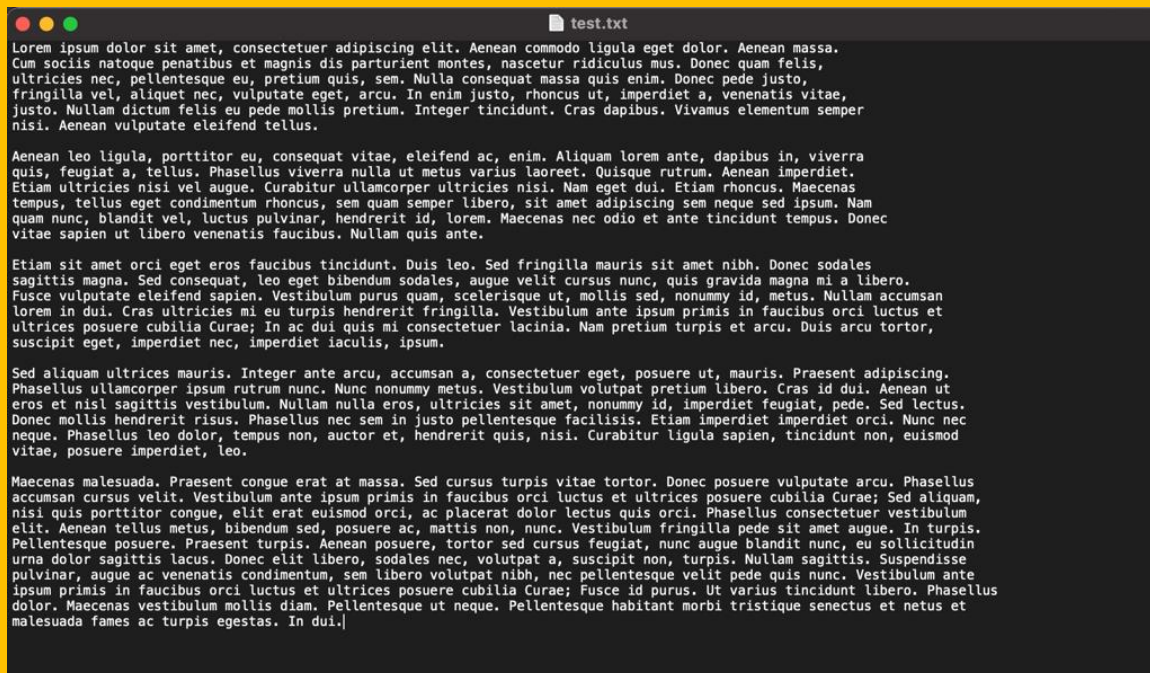 test.txt
Lorem ipsum dolor sit amet, consectetuer adipiscing elit. Aenean commodo ligula eget dolor. Aenean massa.
Cum sociis natoque penatibus et magnis dis parturient montes, nascetur ridiculus mus. Donec quam felis,
ultricies nec, pellentesque eu, pretium quis, sem. Nulla consequat massa quis enim. Donec pede justo,
fringilla vel, aliquet nec, vulputate eget, arcu. In enim justo, rhoncus ut, imperdiet a, venenatis vitae,
justo. Nullam dictum felis eu pede mollis pretium. Integer tincidunt. Cras dapibus. Vivamus elementum semper
nisi. Aenean vulputate eleifend tellus.
Aenean leo ligula, porttitor eu, consequat vitae, eleifend ac, enim. Aliquam lorem ante, dapibus in, viverra
quis, feugiat a, tellus. Phasellus viverra nulla ut metus varius laoreet. Quisque rutrum. Aenean imperdiet.
Etiam ultricies nisi vel augue. Curabitur ullamcorper ultricies nisi. Nam eget dui. Etiam rhoncus. Maecenas
tempus, tellus eget condimentum rhoncus, sem quam semper libero, sit amet adipiscing sem neque sed ipsum. Nam
quam nunc, blandit vel, luctus pulvinar, hendrerit id, lorem. Maecenas nec odio et ante tincidunt tempus. Donec
vitae sapien ut libero venenatis faucibus. Nullam quis ante.
Etiam sit amet orci eget eros faucibus tincidunt. Duis leo. Sed fringilla mauris sit amet nibh. Donec sodales
sagittis magna. Sed consequat, leo eget bibendum sodales, augue velit cursus nunc, quis gravida magna mi a libero.
Fusce vulputate eleifend sapien. Vestibulum purus quam, scelerisque ut, mollis sed, nonummy id, metus. Nullam accumsan
lorem in dui. Cras ultricies mi eu turpis hendrerit fringilla. Vestibulum ante ipsum primis in faucibus orci luctus et
ultrices posuere cubilia Curae; In ac dui quis mi consectetuer lacinia. Nam pretium turpis et arcu. Duis arcu tortor,
suscipit eget, imperdiet nec, imperdiet iaculis, ipsum.
Sed aliquam ultrices mauris. Integer ante arcu, accumsan a, consectetuer eget, posuere ut, mauris. Praesent adipiscing.
Phasellus ullamcorper ipsum rutrum nunc. Nunc nonummy metus. Vestibulum volutpat pretium libero. Cras id dui. Aenean ut
eros et nisl sagittis vestibulum. Nullam nulla eros, ultricies sit amet, nonummy id, imperdiet feugiat, pede. Sed lectus.
Donec mollis hendrerit risus. Phasellus nec sem in justo pellentesque facilisis. Etiam imperdiet imperdiet orci. Nunc nec
neque. Phasellus leo dolor, tempus non, auctor et, hendrerit quis, nisi. Curabitur ligula sapien, tincidunt non, euismod
vitae, posuere imperdiet, leo.
Maecenas malesuada. Praesent congue erat at massa. Sed cursus turpis vitae tortor. Donec posuere vulputate arcu. Phasellus
accumsan cursus velit. Vestibulum ante ipsum primis in faucibus orci luctus et ultrices posuere cubilia Curae; Sed aliquam,
nisi quis porttitor congue, elit erat euismod orci, ac placerat dolor lectus quis orci. Phasellus consectetuer vestibulum
elit. Aenean tellus metus, bibendum sed, posuere ac, mattis non, nunc. Vestibulum fringilla pede sit amet augue. In turpis.
Pellentesque posuere. Praesent turpis. Aenean posuere, tortor sed cursus feugiat, nunc augue blandit nunc, eu sollicitudin
urna dolor sagittis lacus. Donec elit libero, sodales nec, volutpat a, suscipit non, turpis. Nullam sagittis. Suspendisse
pulvinar, augue ac venenatis condimentum, sem libero volutpat nibh, nec pellentesque velit pede quis nunc. Vestibulum ante
ipsum primis in faucibus orci luctus et ultrices posuere cubilia Curae; Fusce id purus. Ut varius tincidunt libero. Phasellus
dolor. Maecenas vestibulum mollis diam. Pellentesque ut neque. Pellentesque habitant morbi tristique senectus et netus et
malesuada fames ac turpis egestas. In dui.